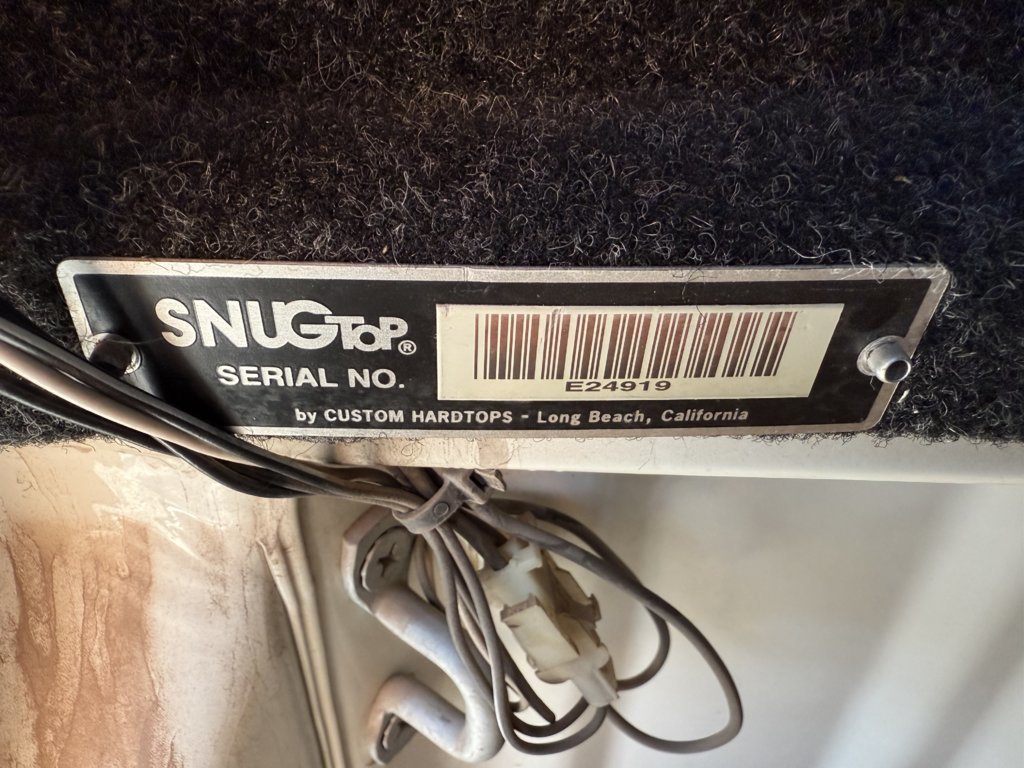 SNUGTOP®
SERIAL NO.
E24919
by CUSTOM HARDTOPS - Long Beach, California